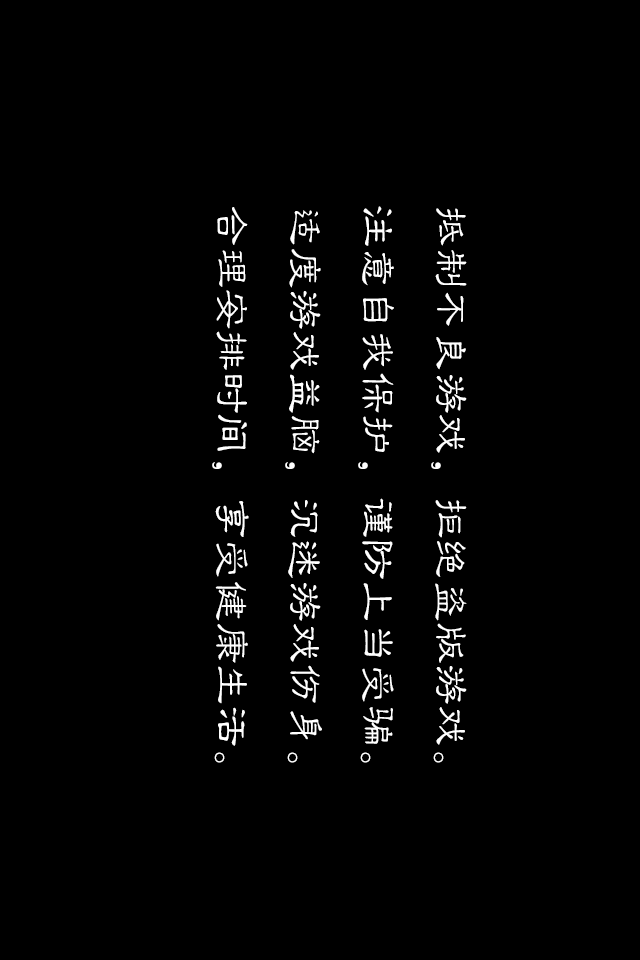 抵制不良游戏，拒绝盗版游戏。
注意自我保护，谨防上当受骗。
适度游戏益脑，沉迷游戏伤身。
合理安排时间，享受健康生活。